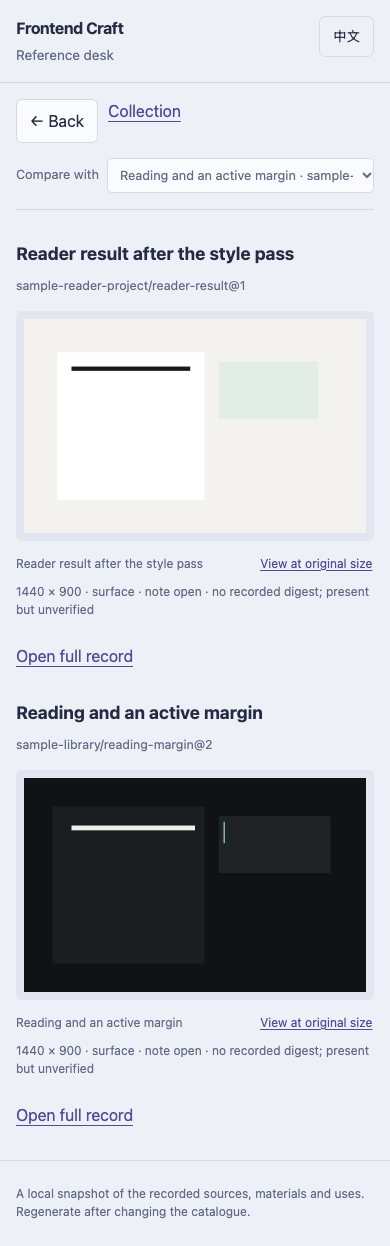 Frontend Craft
Reference desk
中文
← Back
Collection
Compare with
Reading and an active margin · sample-
Reader result after the style pass
sample-reader-project/reader-result@1
Reader result after the style pass
View at original size
1440 × 900 · surface · note open · no recorded digest; present
but unverified
Open full record
Reading and an active margin
sample-library/reading-margin@2
Reading and an active margin
View at original size
1440 × 900 · surface · note open · no recorded digest; present
but unverified
Open full record
A local snapshot of the recorded sources, materials and uses.
Regenerate after changing the catalogue.